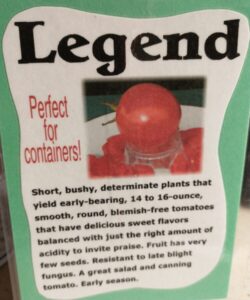 Legend
Perfect
for
containers!
Short, bushy, determinate plants that
yield early-bearing, 14 to 16-ounce,
smooth, round, blemish-free tomatoes
that have delicious sweet flavors
balanced with just the right amount of
acidity to invite praise. Fruit has very
few seeds. Resistant to late blight
fungus. A great salad and canning
tomato. Early season.